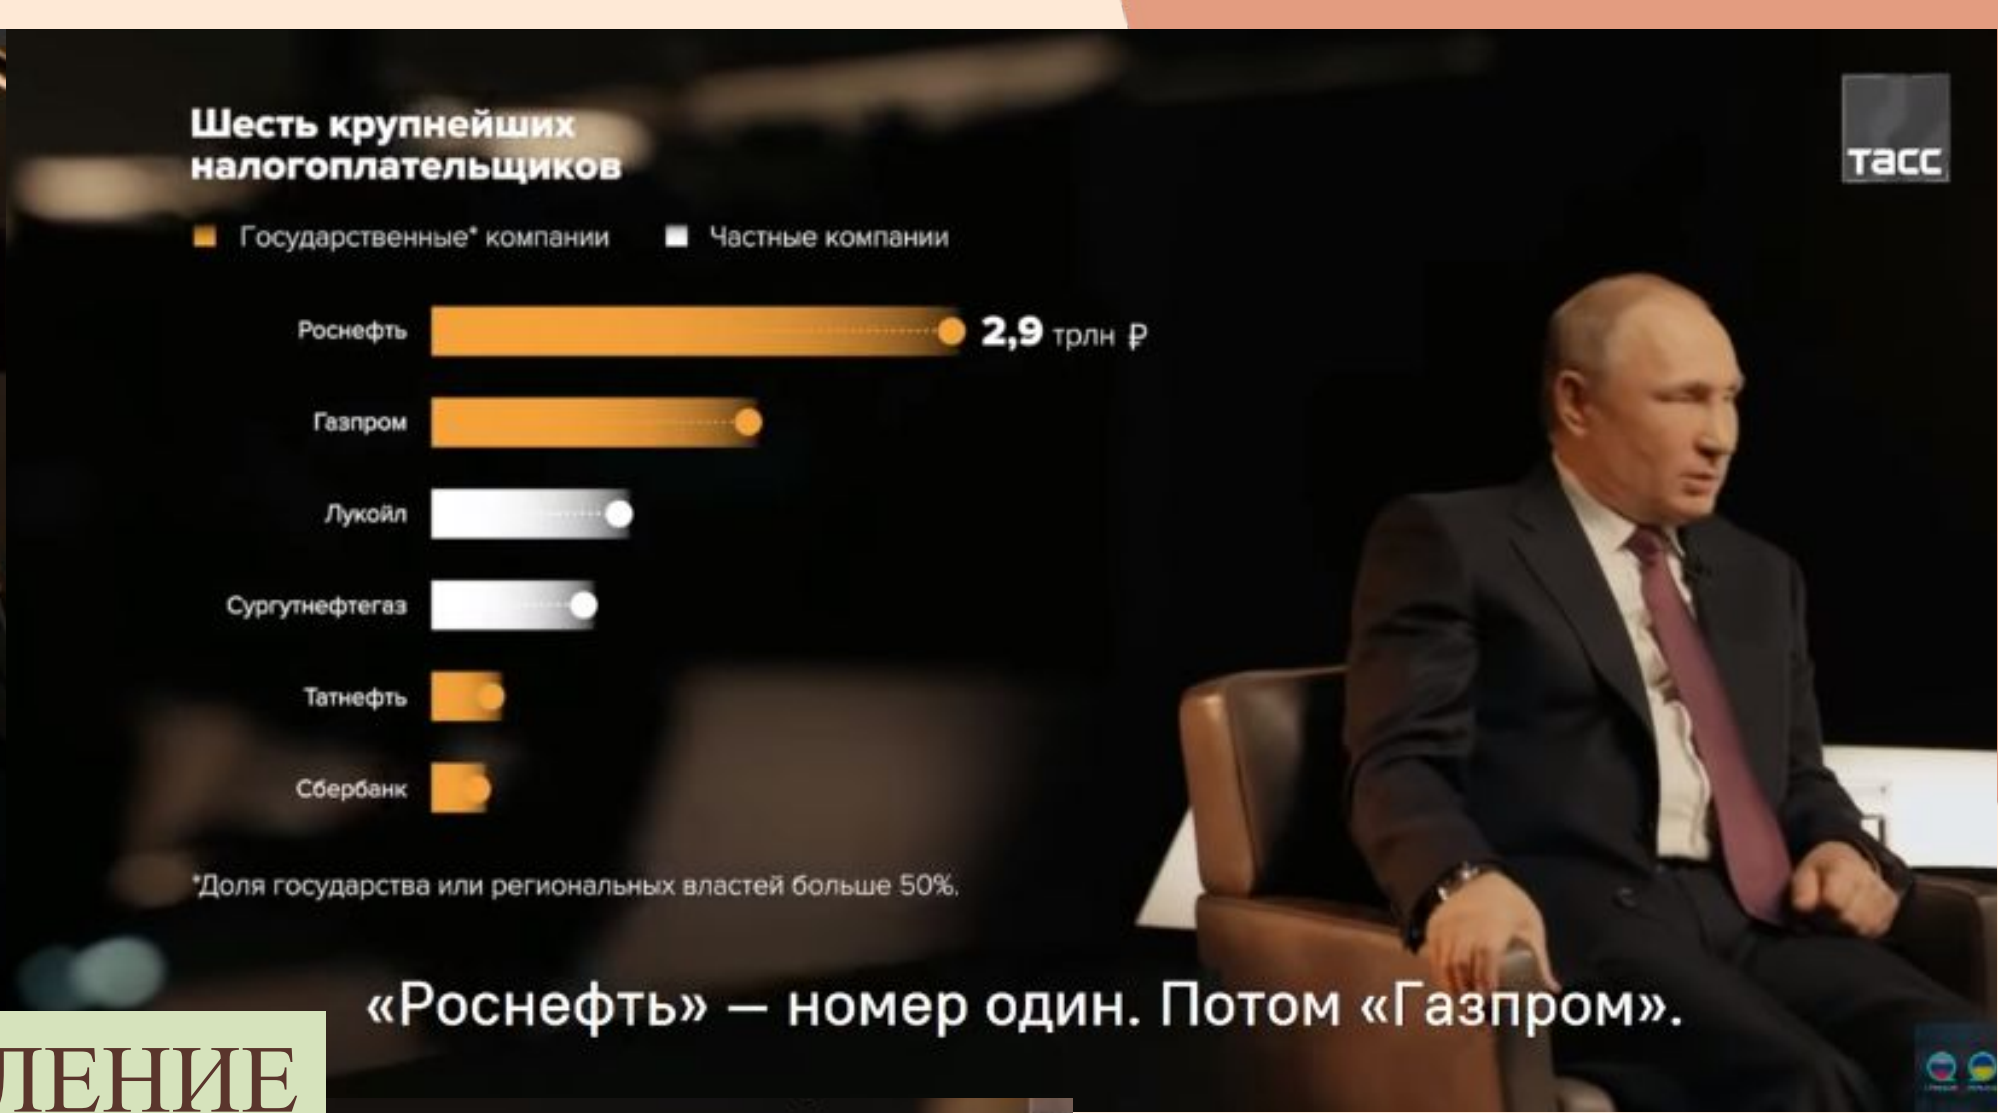 Шесть крупнейших
налогоплательщиков
тасс
Государственные* компании Частные компании
Роснефть 2,9 трлн ₽
Газпром
Лукойл
Сургутнефтегаз
Татнефть
Сбербанк
*Доля государства или региональных властей больше 50%.
«Роснефть» – номер один. Потом «Газпром».
ЛЕНИЕ